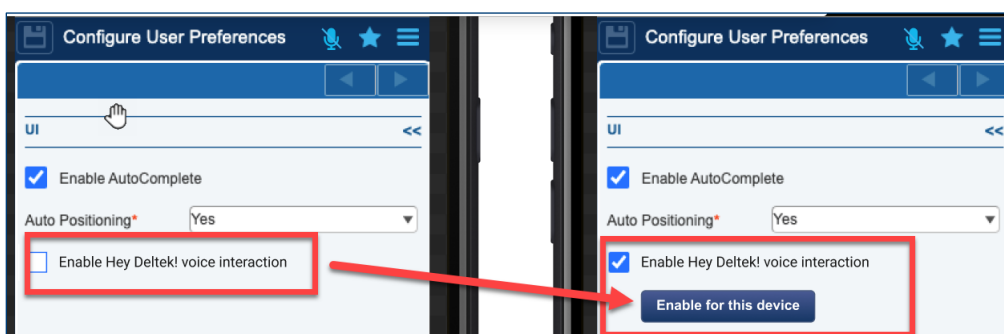 Configure User Preferences
UI <<
Enable AutoComplete
Auto Positioning* Yes
Enable Hey Deltek! voice interaction
Configure User Preferences
UI <<
Enable AutoComplete
Auto Positioning* Yes
Enable Hey Deltek! voice interaction
Enable for this device